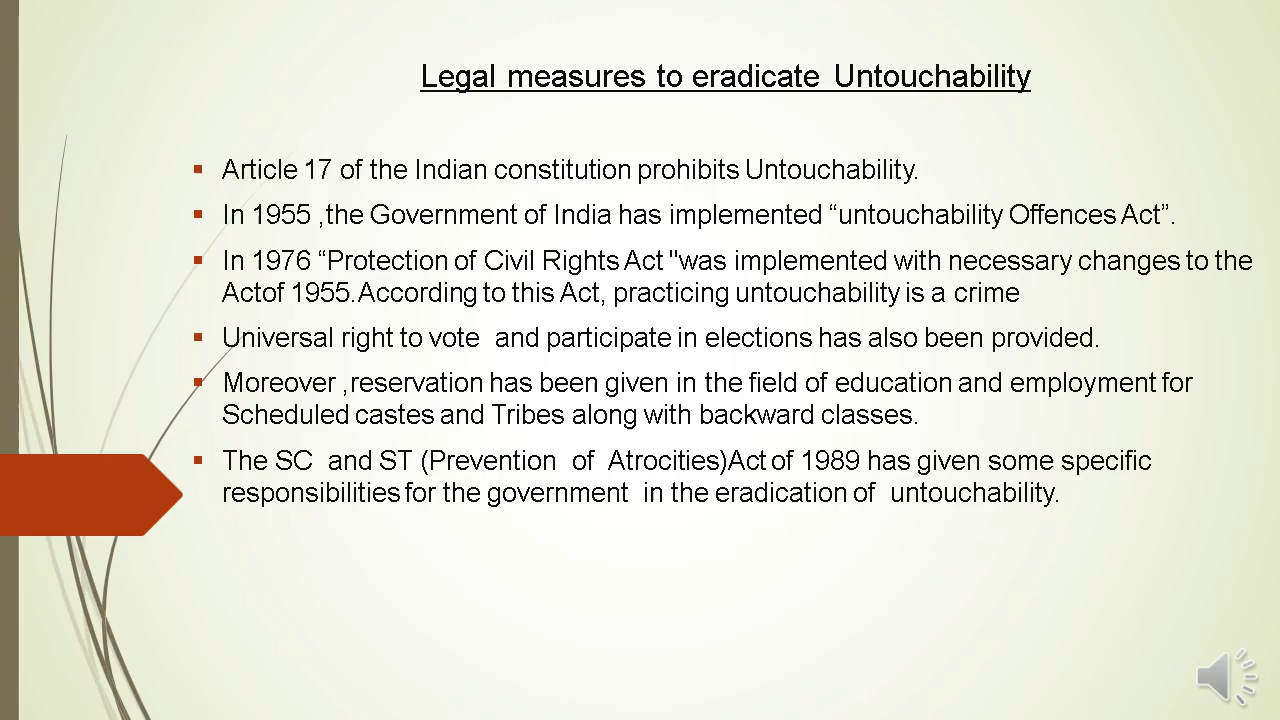 Legal measures to eradicate Untouchability
▪ Article 17 of the Indian constitution prohibits Untouchability.
▪ In 1955 ,the Government of India has implemented “untouchability Offences Act”.
▪ In 1976 “Protection of Civil Rights Act "was implemented with necessary changes to the
Actof 1955.According to this Act, practicing untouchability is a crime
▪ Universal right to vote and participate in elections has also been provided.
▪ Moreover ,reservation has been given in the field of education and employment for
Scheduled castes and Tribes along with backward classes.
▪ The SC and ST (Prevention of Atrocities)Act of 1989 has given some specific
responsibilities for the government in the eradication of untouchability.